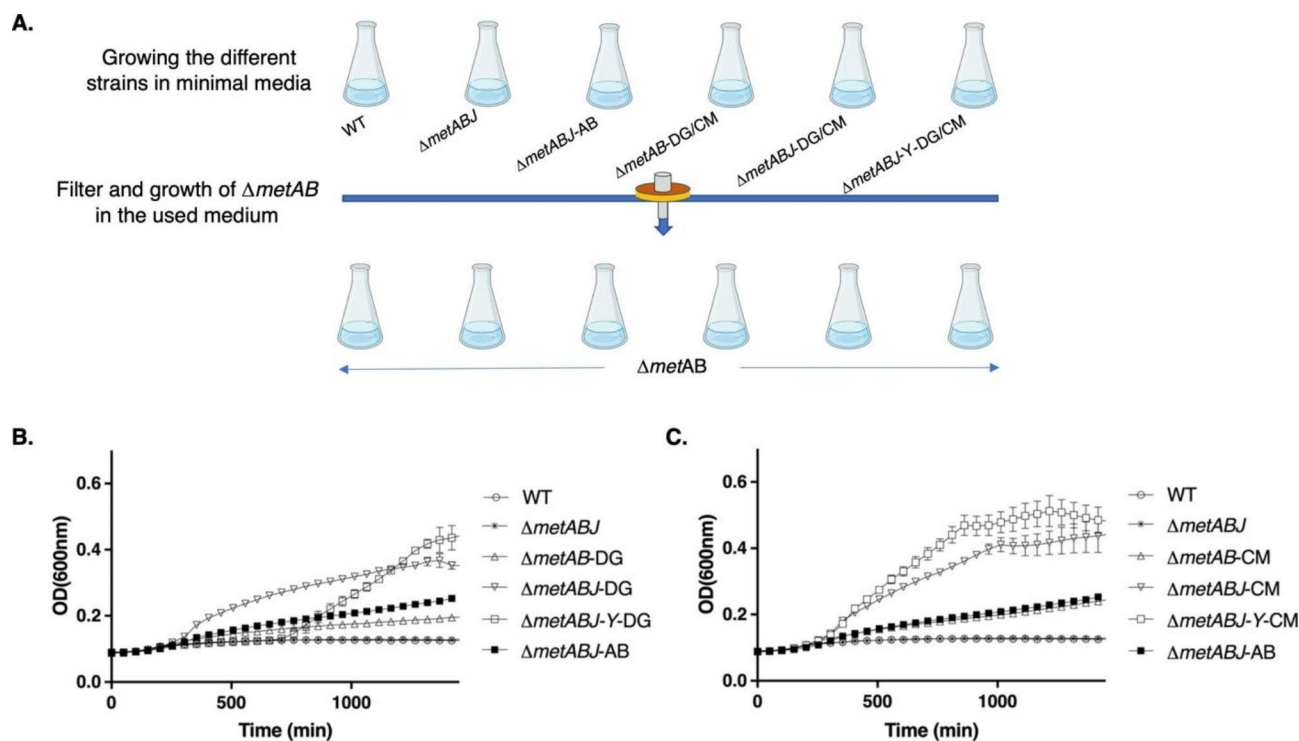 A.
Growing the different
strains in minimal media
WT
ΔmetABJ
ΔmetABJ-AB
ΔmetAB-DG/CM
ΔmetABJ-DG/CM
ΔmetABJ-Y-DG/CM
Filter and growth of ΔmetAB
in the used medium
ΔmetAB
B.
OD(600nm)
0.6
0.4
0.2
0.0
0
500
1000
Time (min)
WT
ΔmetABJ
ΔmetAB-DG
ΔmetABJ-DG
ΔmetABJ-Y-DG
ΔmetABJ-AB
C.
OD(600nm)
0.6
0.4
0.2
0.0
0
500
1000
Time (min)
WT
ΔmetABJ
ΔmetAB-CM
ΔmetABJ-CM
ΔmetABJ-Y-CM
ΔmetABJ-AB